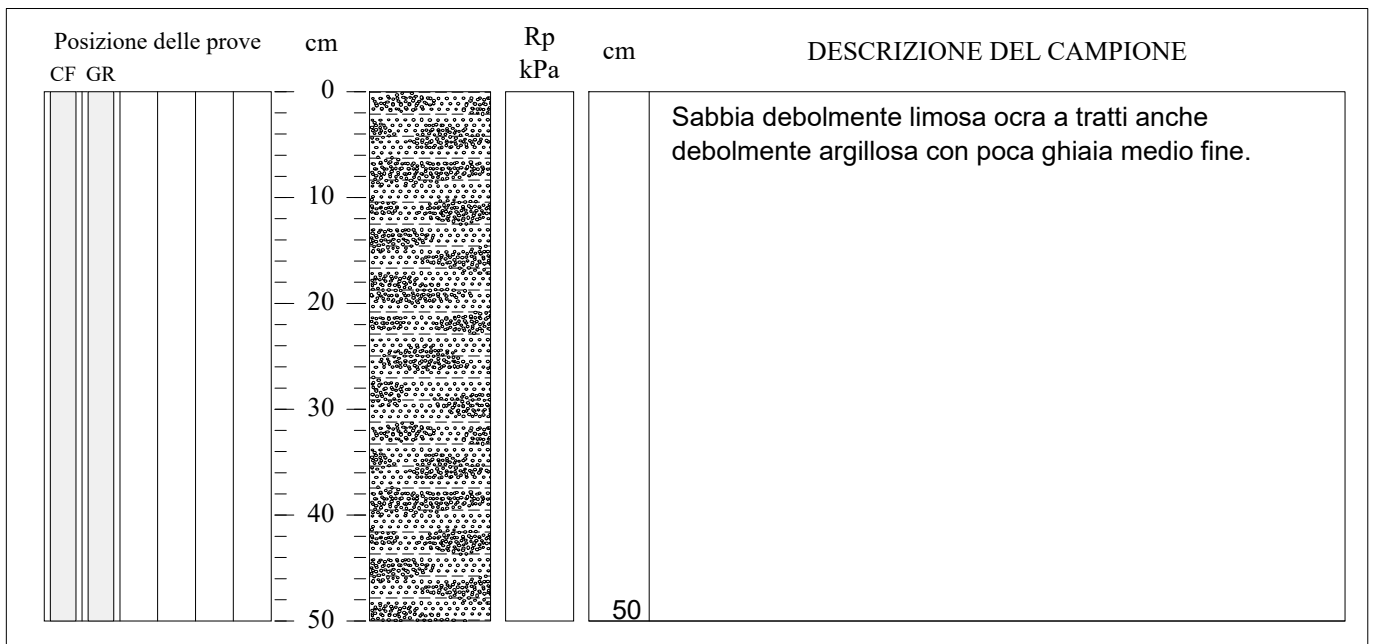 Posizione delle prove
cm
Rp
kPa
cm
DESCRIZIONE DEL CAMPIONE
CF GR
0
Sabbia debolmente limosa ocra a tratti anche
debolmente argillosa con poca ghiaia medio fine.
10
20
30
40
50
50